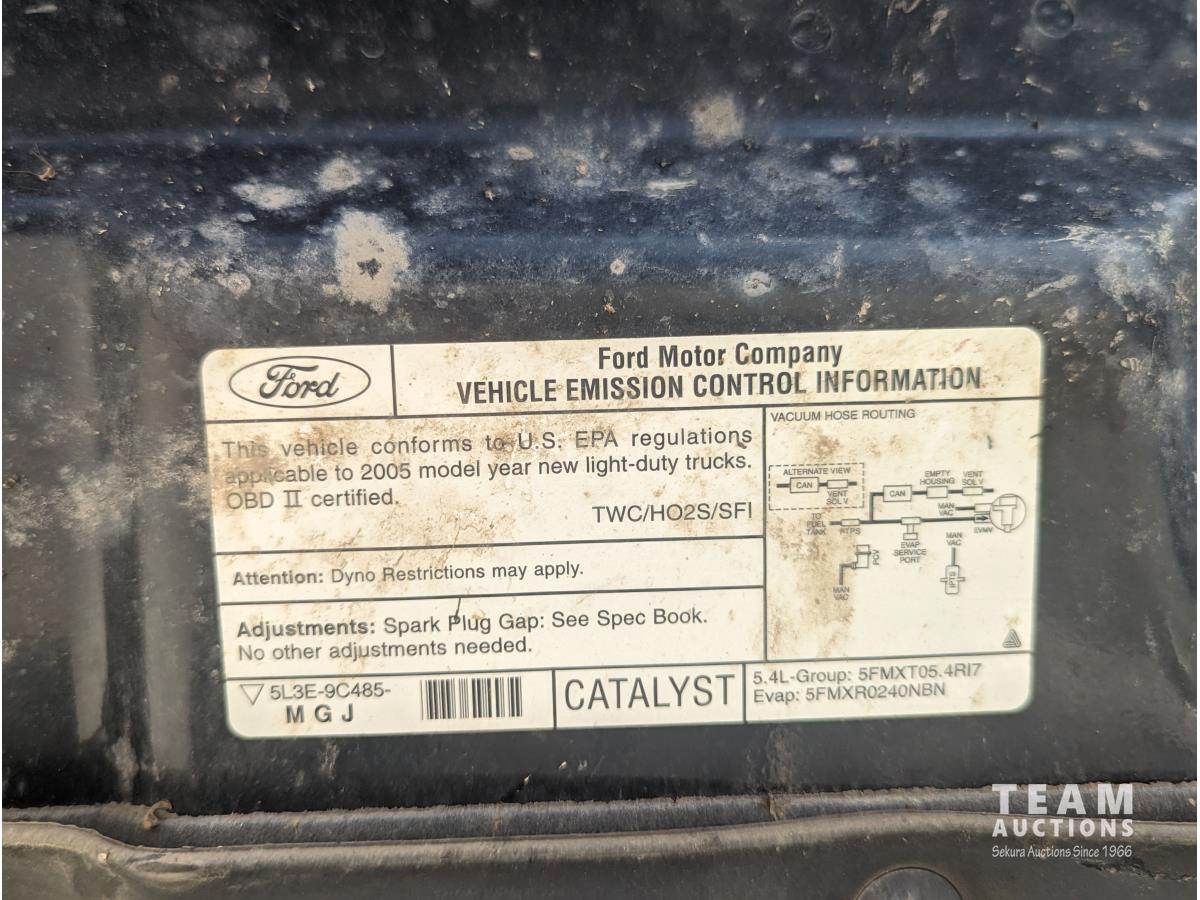 Ford
Ford Motor Company
VEHICLE EMISSION CONTROL INFORMATION
This vehicle conforms to U.S. EPA regulations
applicable to 2005 model year new light-duty trucks.
OBD II certified.
TWC/HO2S/SFI
Attention: Dyno Restrictions may apply.
Adjustments: Spark Plug Gap: See Spec Book.
No other adjustments needed.
5L3E-9C485-
M G J
CATALYST
5.4L-Group: 5FMXT05.4RI7
Evap: 5FMXR0240NBN
VACUUM HOSE ROUTING
ALTERNATE VIEW
CAN
VENT
SOL V
CAN
EMPTY
HOUSING
VENT
SOL V
MAN
VAC
TO
FUEL
TANK
FTPS
EVAP
SERVICE
PORT
EVMV
MAN
VAC
PCV
MAN
VAC
TEAM
AUCTIONS
Sekura Auctions Since 1966